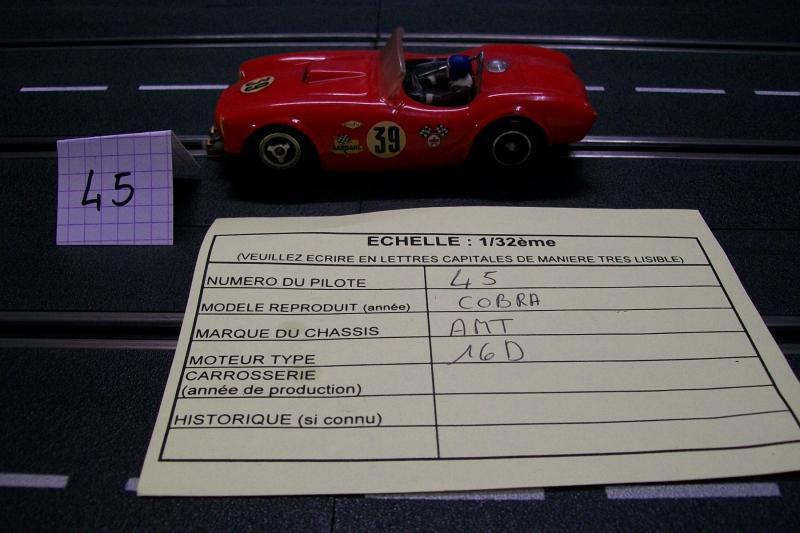 39
39
BARDAHL
45
ECHELLE : 1/32ème
(VEUILLEZ ECRIRE EN LETTRES CAPITALES DE MANIERE TRES LISIBLE)
NUMERO DU PILOTE 45
MODELE REPRODUIT (année) COBRA
MARQUE DU CHASSIS AMT
MOTEUR TYPE 16D
CARROSSERIE
(année de production)
HISTORIQUE (si connu)